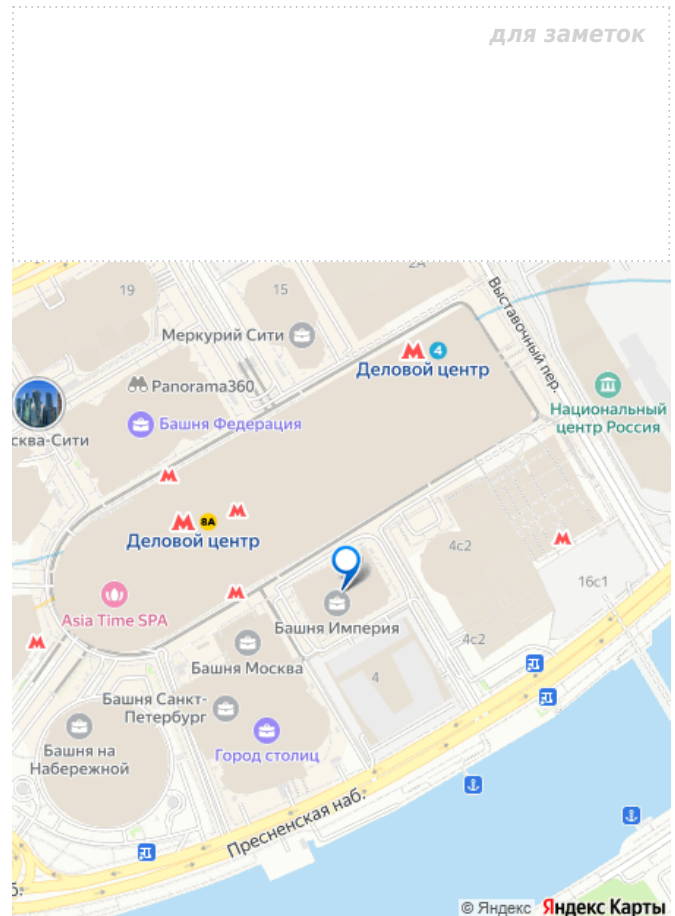 для заметок
2А
19
15
Выставочный пер.
Меркурий Сити
4
Деловой центр
Panorama360
Национальный
центр Россия
Башня Федерация
сква-Сити
8А
Деловой центр
4с2
16с1
Asia Time SPA
Башня Империя
4с2
Башня Москва
4
Башня Санкт-
Петербург
Башня на
Набережной
Город столиц
Пресненская наб.
б.
© Яндекс Яндекс Карты